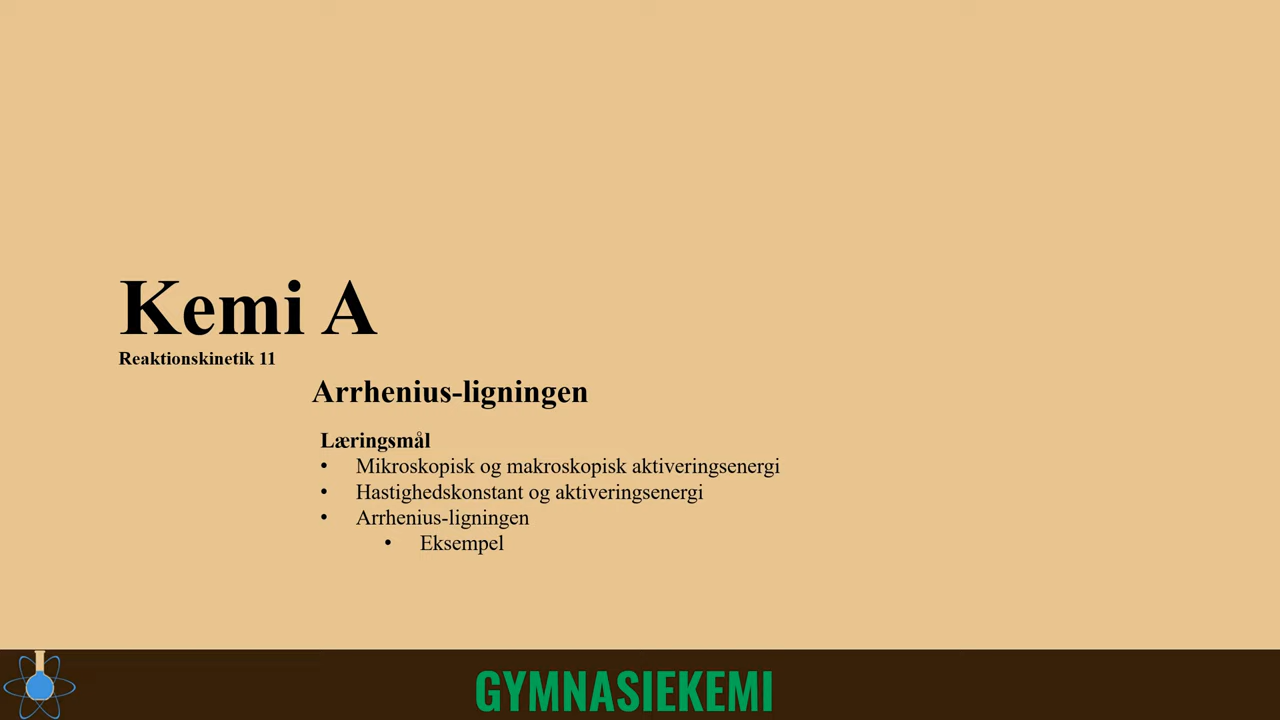 Kemi A
Reaktionskinetik 11
Arrhenius-ligningen
Læringsmål
• Mikroskopisk og makroskopisk aktiveringsenergi
• Hastighedskonstant og aktiveringsenergi
• Arrhenius-ligningen
• Eksempel
GYMNASIEKEMI